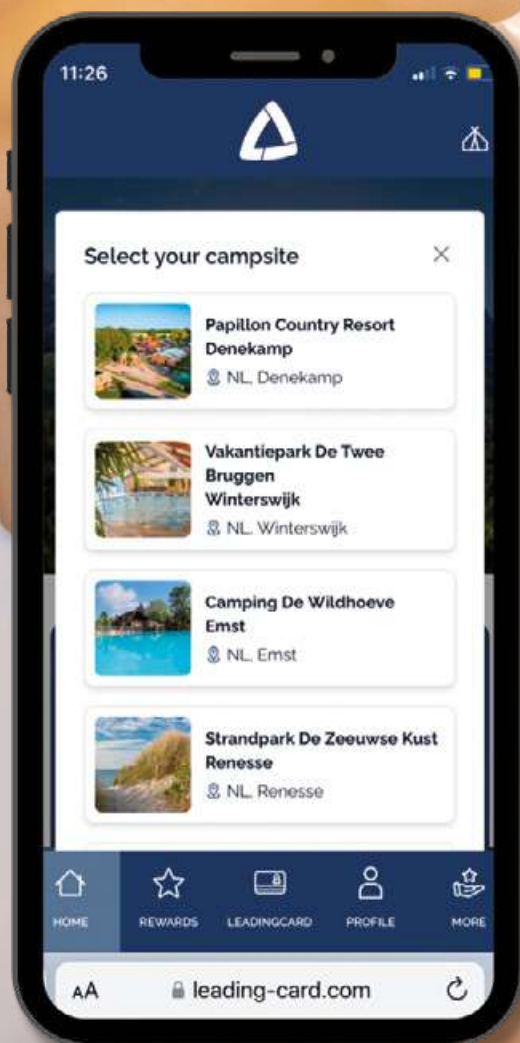 11:26
Select your campsite
Papillon Country Resort
Denekamp
NL, Denekamp
Vakantiepark De Twee
Bruggen
Winterswijk
NL, Winterswijk
Camping De Wildhoeve
Emst
NL, Emst
Strandpark De Zeeuwse Kust
Renesse
NL, Renesse
HOME REWARDS LEADINGCARD PROFILE MORE
AA leading-card.com